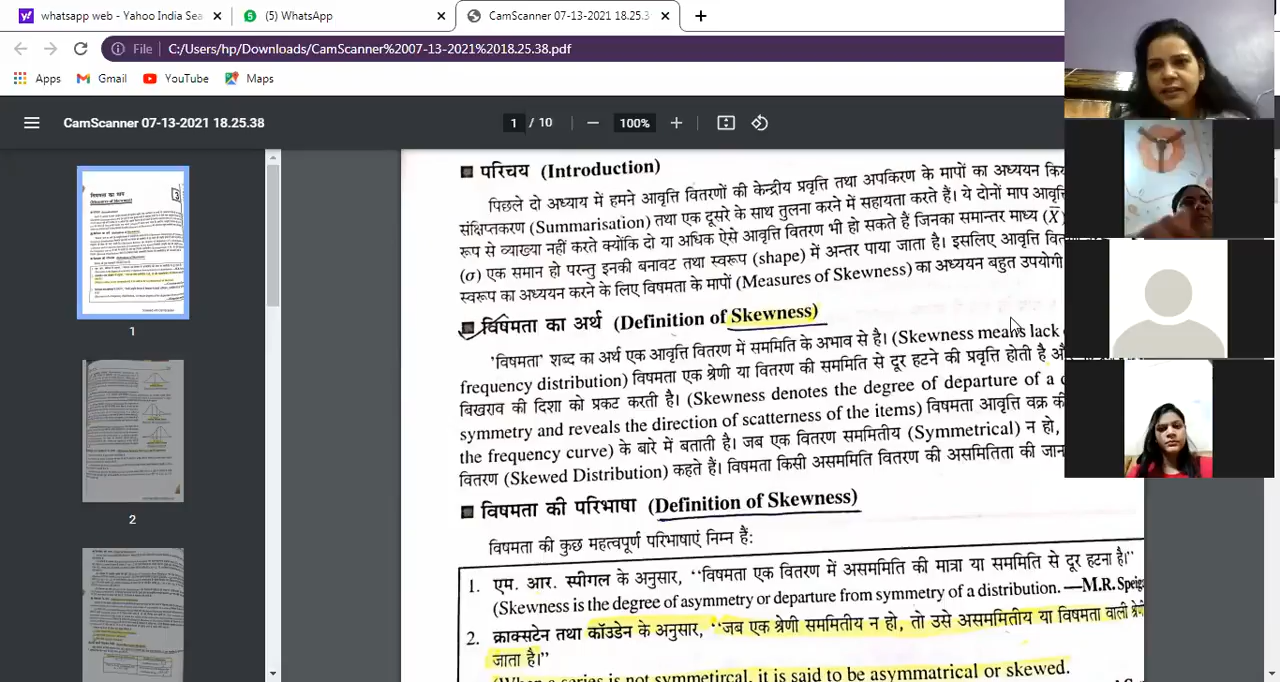 whatsapp web - Yahoo India Sea
(5) WhatsApp
CamScanner 07-13-2021 18.25.3
File
C:/Users/hp/Downloads/CamScanner%2007-13-2021%2018.25.38.pdf
Apps
Gmail
YouTube
Maps
CamScanner 07-13-2021 18.25.38
1 / 10
100%
1
2
परिचय (Introduction)
पिछले दो अध्याय में हमने आवृत्ति वितरणों की केन्द्रीय प्रवृत्ति तथा अपकिरण के मापों का अध्ययन कि
(condensation) तथा एक दूसरे के साथ तुलना करने में सहायता करते हैं। ये दोनों माप आवृत्ति
रूप से व्याख्या नहीं करते क्योंकि दो या अधिक ऐसे आवृत्ति वितरण भी हो सकते हैं जिनका समान्तर माध्य (X)
(σ) एक समान हो परन्तु इनकी बनावट तथा स्वरूप (shape) में अन्तर पाया जाता है। इसलिए आवृत्ति वित
स्वरूप का अध्ययन करने के लिए विषमता के मापों (Measures of Skewness) का अध्ययन बहुत उपयोगी
विषमता का अर्थ (Definition of Skewness)
'विषमता' शब्द का अर्थ एक आवृत्ति वितरण में सममिति के अभाव से है। (Skewness means lack
frequency distribution) विषमता एक श्रेणी या वितरण की सममिति से दूर हटने की प्रवृत्ति होती है
बिखराव की दिशा को प्रकट करती है। (Skewness denotes the degree of departure of a d
symmetry and reveals the direction of scatterness of the items) विषमता आवृत्ति वक्र की
the frequency curve) के बारे में बताती है। जब एक वितरण सममितीय (Symmetrical) न हो,
वितरण (Skewed Distribution) कहते हैं। विषमता किसी असममिति वितरण की असममितता की जान
विषमता की परिभाषा (Definition of Skewness)
विषमता की कुछ महत्वपूर्ण परिभाषाएं निम्न हैं:
1. एम. आर. स्पीगल के अनुसार, "विषमता एक वितरण में असममिति की मात्रा या सममिति से दूर हटना है।"
(Skewness is the degree of asymmetry or departure from symmetry of a distribution. —M.R. Speig
2. क्राक्सटन तथा काउडेन के अनुसार, "जब एक श्रेणी सममितीय न हो, तो उसे असममितीय या विषमता वाली श्रेणी
जाता है।"
(When a series is not symmetircal, it is said to be asymmatrical or skewed.